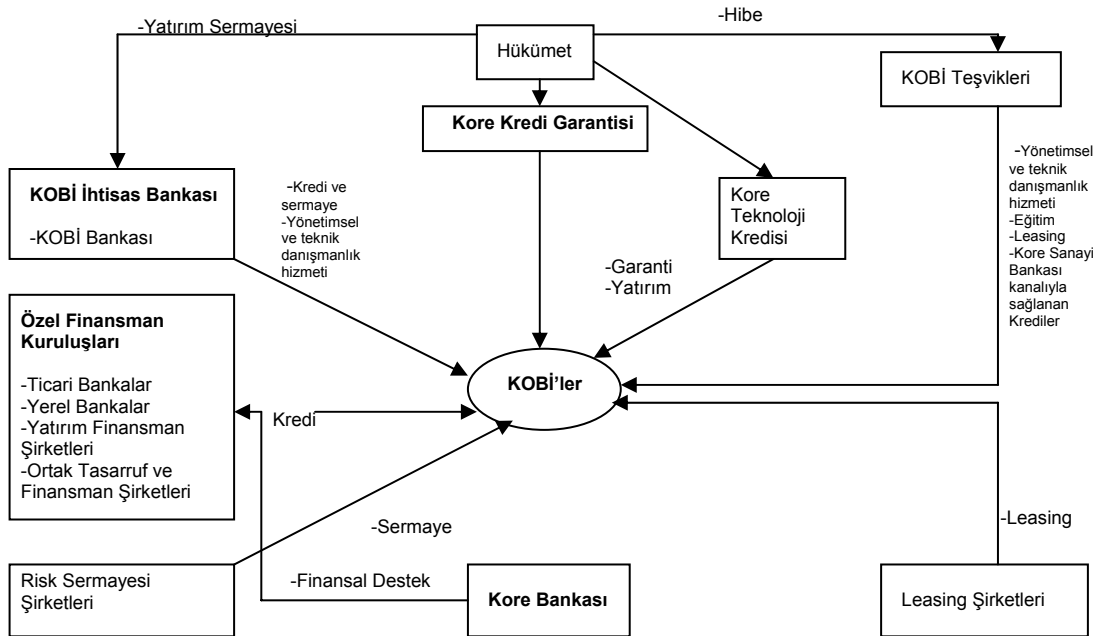 -Hibe
-Yatırım Sermayesi
Hükümet
KOBİ Teşvikleri
Kore Kredi Garantisi
-Yönetimsel
ve teknik
danışmanlık
hizmeti
-Eğitim
-Leasing
-Kore Sanayi
Bankası
kanalıyla
sağlanan
Krediler
KOBİ İhtisas Bankası
-KOBİ Bankası
-Kredi ve
sermaye
-Yönetimsel
ve teknik
danışmanlık
hizmeti
Kore
Teknoloji
Kredisi
-Garanti
-Yatırım
Özel Finansman
Kuruluşları
-Ticari Bankalar
-Yerel Bankalar
-Yatırım Finansman
Şirketleri
-Ortak Tasarruf ve
Finansman Şirketleri
KOBİ’ler
Kredi
-Sermaye
-Leasing
Risk Sermayesi
Şirketleri
-Finansal Destek
Kore Bankası
Leasing Şirketleri